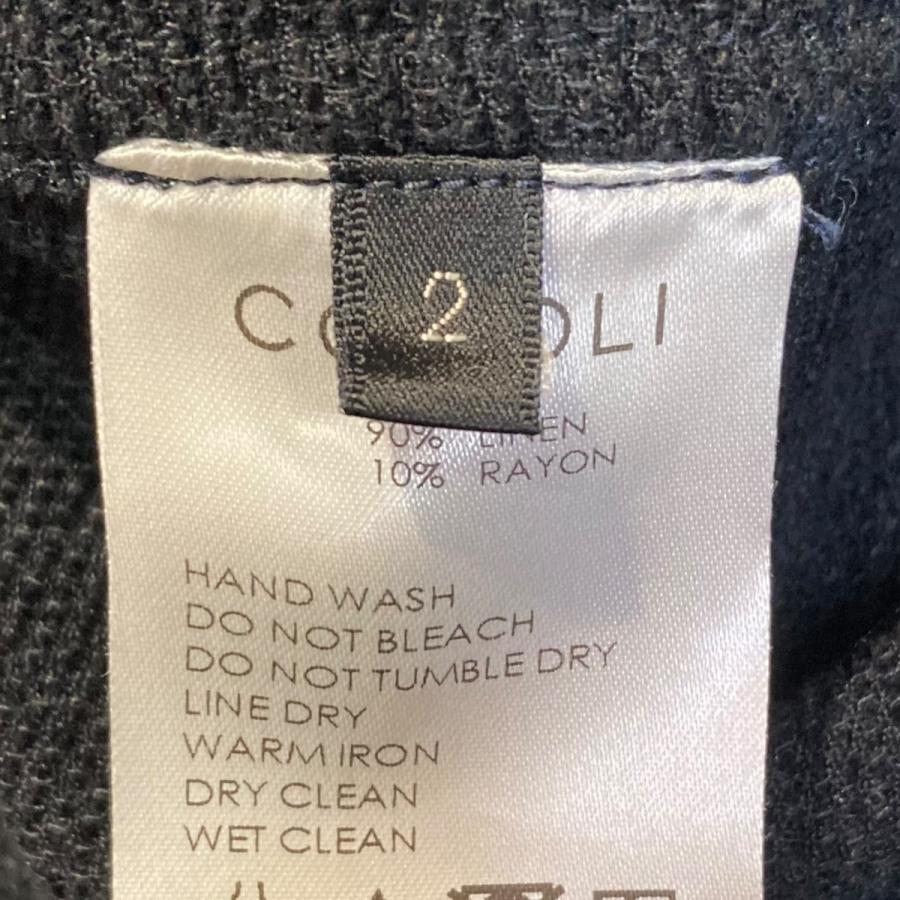 2
90% LINEN
10% RAYON
HAND WASH
DO NOT BLEACH
DO NOT TUMBLE DRY
LINE DRY
WARM IRON
DRY CLEAN
WET CLEAN